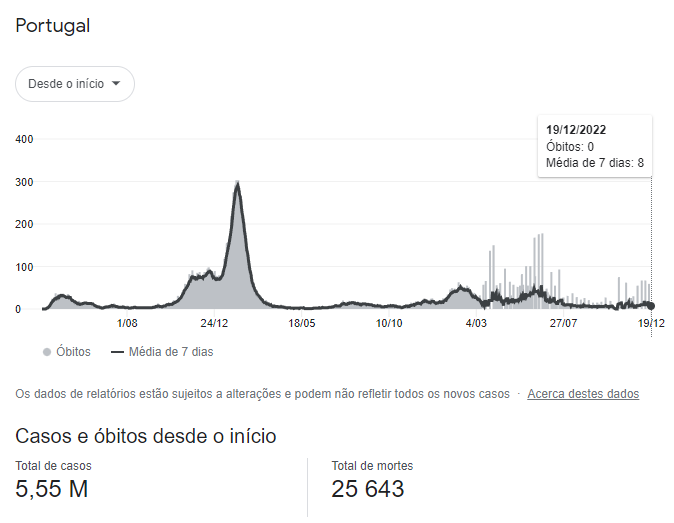 Portugal
Desde o início
19/12/2022
Óbitos: 0
Média de 7 dias: 8
400
300
200
100
0
1/08 24/12 18/05 10/10 4/03 27/07 19/12
Óbitos Média de 7 dias
Os dados de relatórios estão sujeitos a alterações e podem não refletir todos os novos casos · Acerca destes dados
Casos e óbitos desde o início
Total de casos Total de mortes
5,55 M 25 643